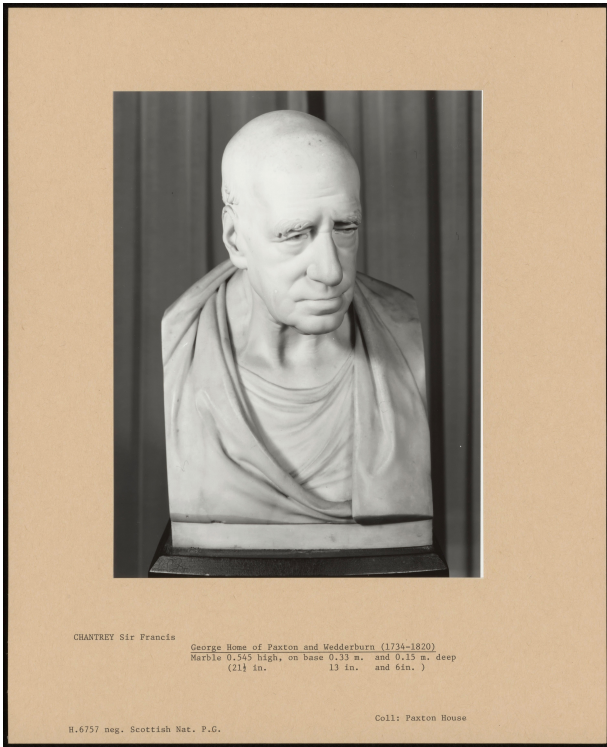 CHANTREY Sir Francis
George Home of Paxton and Wedderburn (1734-1820)
Marble 0.545 high, on base 0.33 m. and 0.15 m. deep
(21½ in. 13 in. and 6in. )
Coll: Paxton House
H.6757 neg. Scottish Nat. P.G.